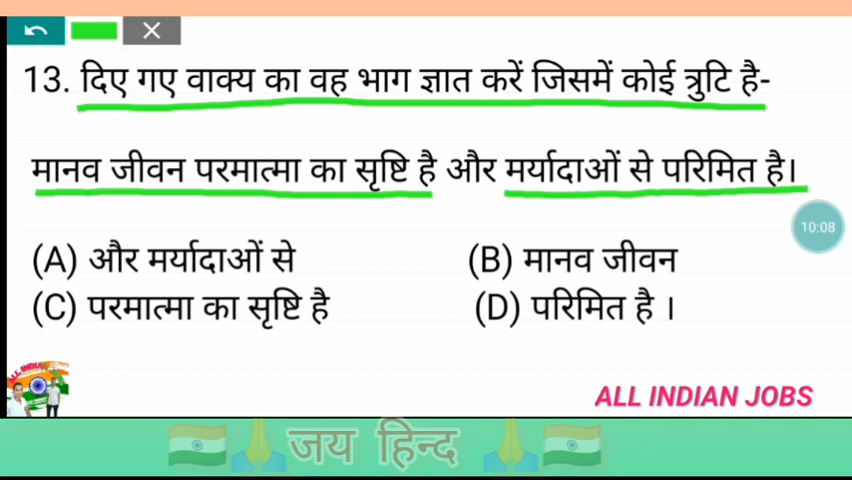 13. दिए गए वाक्य का वह भाग ज्ञात करें जिसमें कोई त्रुटि है-
मानव जीवन परमात्मा का सृष्टि है और मर्यादाओं से परिमित है।
10:08
(A) और मर्यादाओं से (B) मानव जीवन
(C) परमात्मा का सृष्टि है (D) परिमित है ।
ALL INDIAN JOBS
जय हिन्द